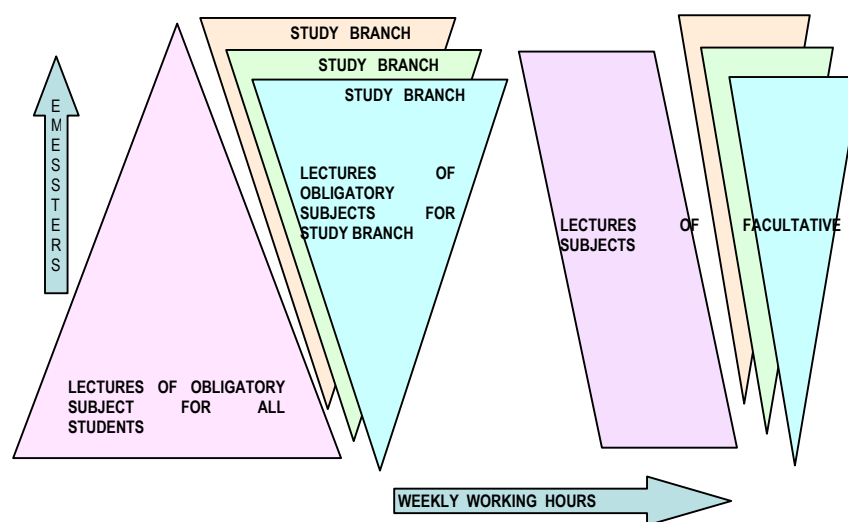 STUDY BRANCH
STUDY BRANCH
STUDY BRANCH
EMESSTERS
LECTURES OF
OBLIGATORY
SUBJECTS FOR
STUDY BRANCH
LECTURES OF FACULTATIVE
SUBJECTS
LECTURES OF OBLIGATORY
SUBJECT FOR ALL
STUDENTS
WEEKLY WORKING HOURS